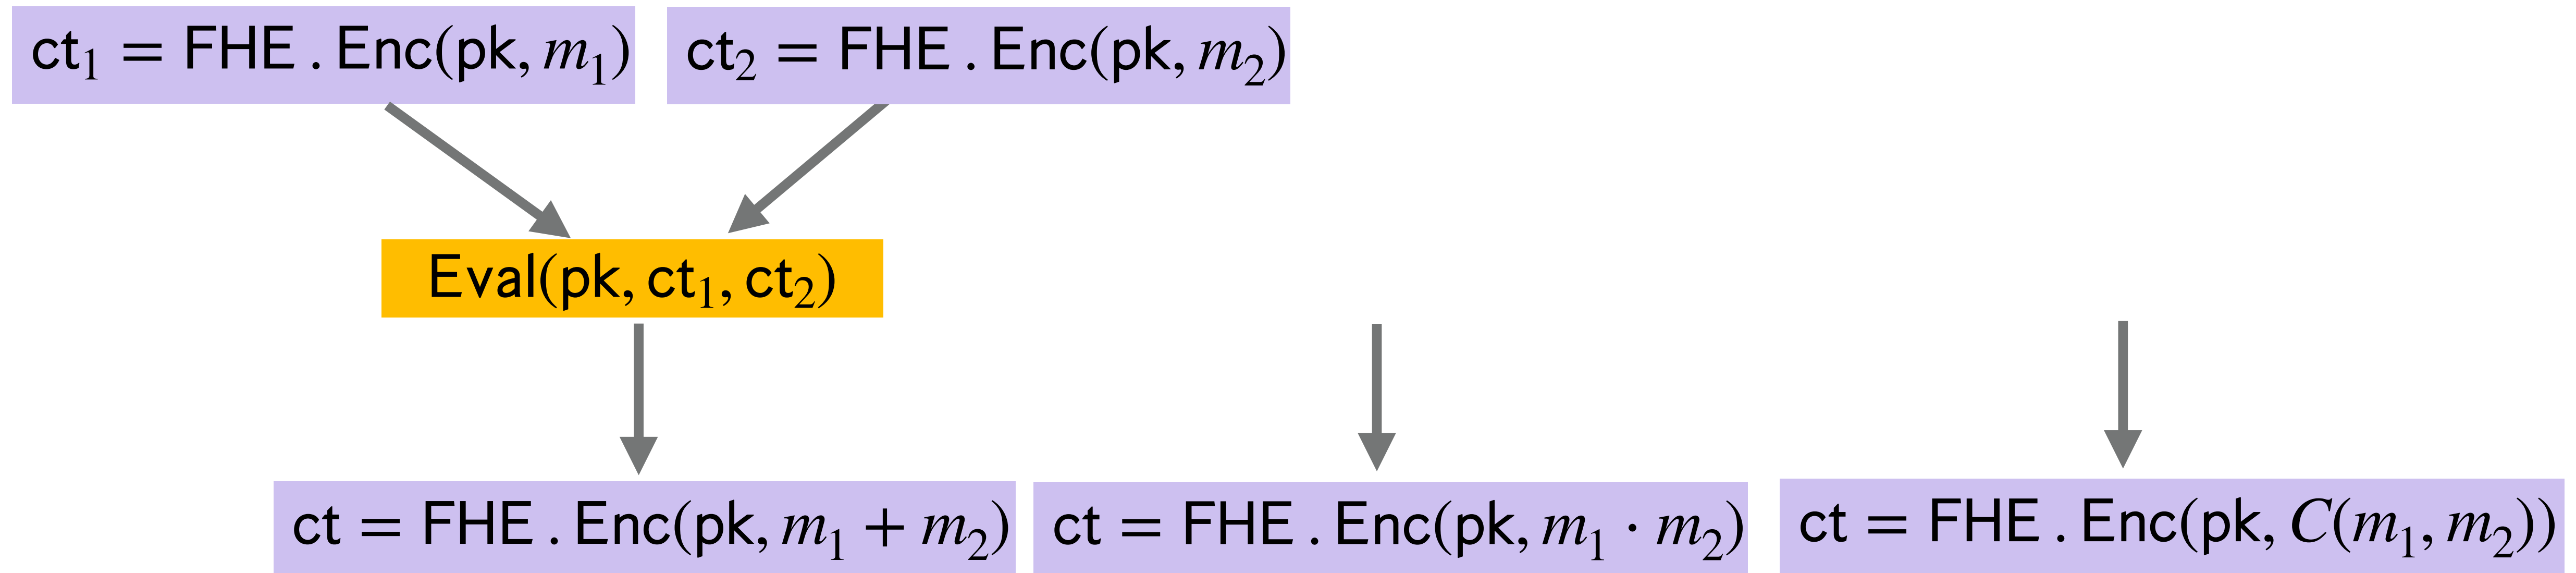 ct₁ = FHE . Enc(pk, m₁)
ct₂ = FHE . Enc(pk, m₂)
Eval(pk, ct₁, ct₂)
ct = FHE . Enc(pk, m₁ + m₂)
ct = FHE . Enc(pk, m₁ · m₂)
ct = FHE . Enc(pk, C(m₁, m₂))